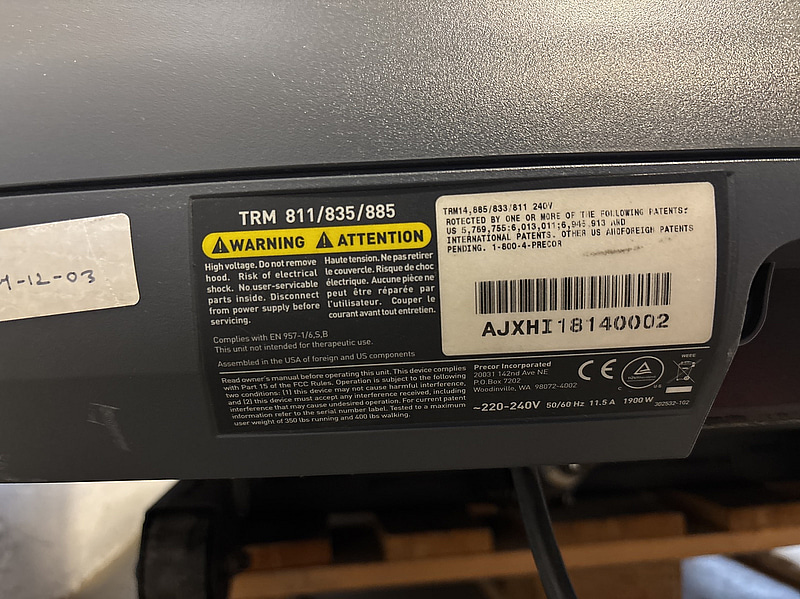 TRM 811/835/885
WARNING ATTENTION
High voltage. Do not remove
hood. Risk of electrical
shock. No user-servicable
parts inside. Disconnect
from power supply before
servicing.
Haute tension. Ne pas retirer
le couvercle. Risque de choc
électrique. Aucune pièce ne
peut être réparée par
l'utilisateur. Couper le
courant avant tout entretien.
Complies with EN 957-1/6,S,B
This unit not intended for therapeutic use.
Assembled in the USA of foreign and US components
TRM14,885/833/811 240V
ROTECTED BY ONE OR MORE OF THE FOLLOWING PATENTS:
US 5,759,755:6,013,011:6,945,913 AND
INTERNATIONAL PATENTS. OTHER US ANDFOREIGN PATENTS
PENDING. 1-800-4-PRECOR
AJXHI18140002
Read owner's manual before operating this unit. This device complies
with Part 15 of the FCC Rules. Operation is subject to the following
two conditions: [1] this device may not cause harmful interference,
and [2] this device must accept any interference received, including
interference that may cause undesired operation. For current patent
information refer to the serial number label. Tested to a maximum
user weight of 350 lbs running and 400 lbs walking.
Precor Incorporated
20031 142nd Ave NE
P.O.Box 7202
Woodinville, WA 98072-4002
CE
C US
WEEE
~220-240V 50/60 Hz 11.5 A 1900 W 302532-102
-12-03